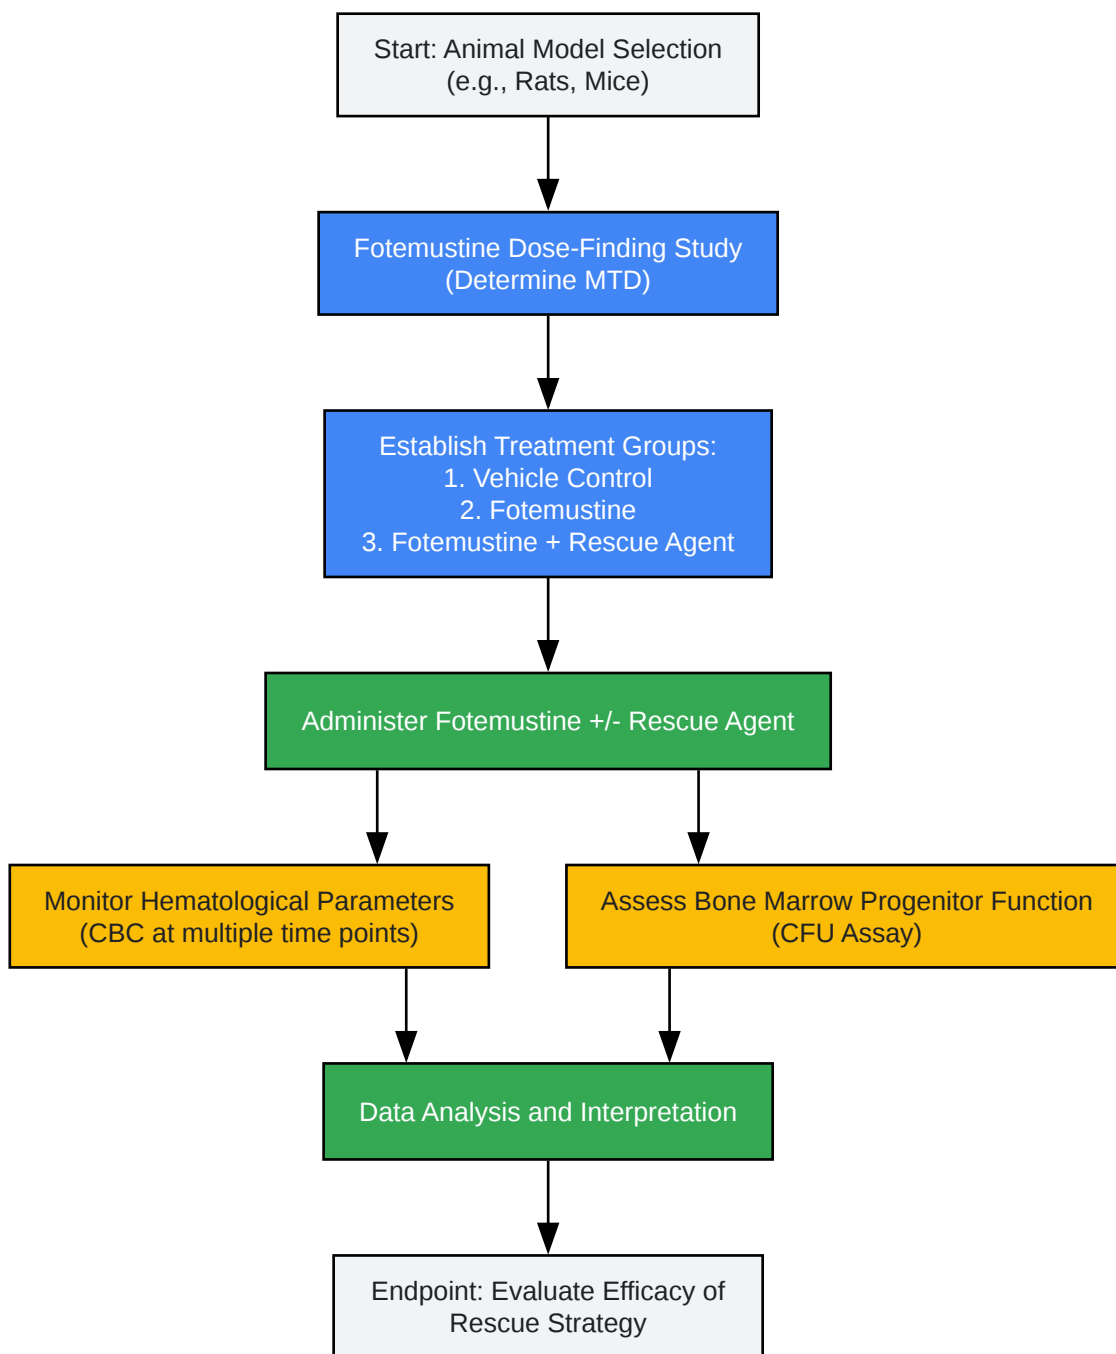 Start: Animal Model Selection
(e.g., Rats, Mice)
Fotemustine Dose-Finding Study
(Determine MTD)
Establish Treatment Groups:
1. Vehicle Control
2. Fotemustine
3. Fotemustine + Rescue Agent
Administer Fotemustine +/- Rescue Agent
Monitor Hematological Parameters
(CBC at multiple time points)
Assess Bone Marrow Progenitor Function
(CFU Assay)
Data Analysis and Interpretation
Endpoint: Evaluate Efficacy of
Rescue Strategy